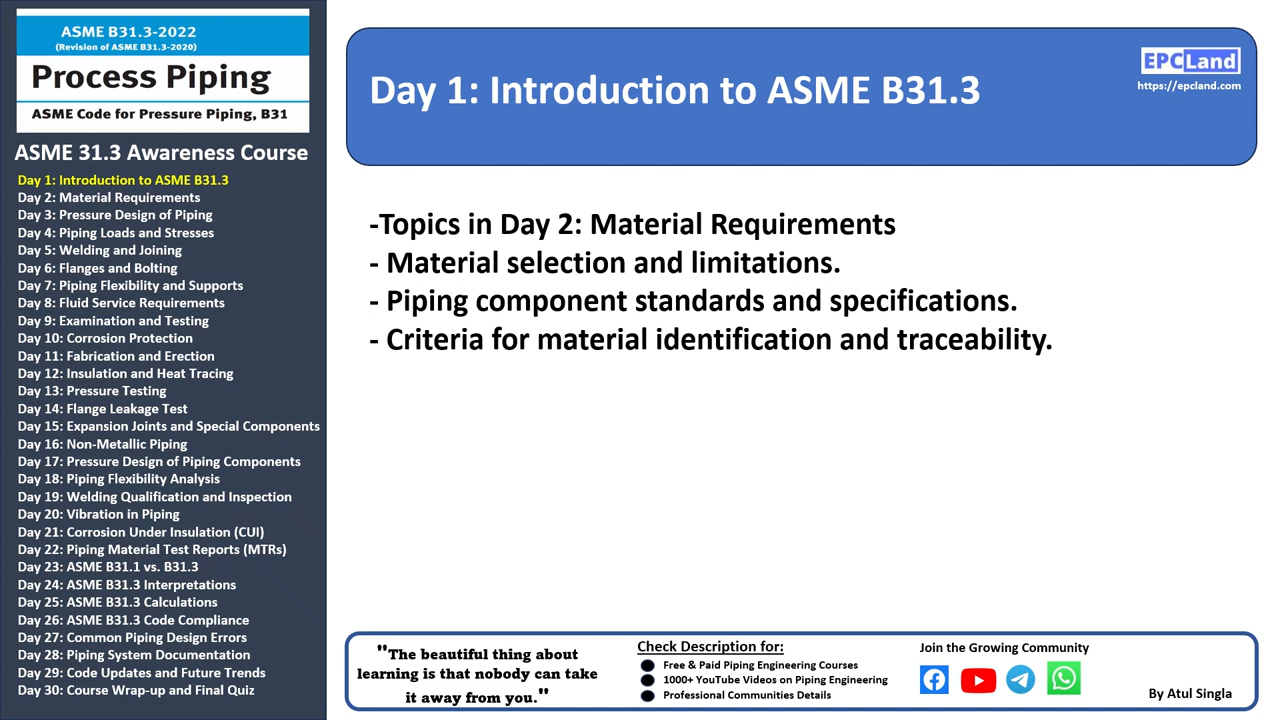 ASME B31.3-2022
(Revision of ASME B31.3-2020)
Process Piping
ASME Code for Pressure Piping, B31
ASME 31.3 Awareness Course
Day 1: Introduction to ASME B31.3
Day 2: Material Requirements
Day 3: Pressure Design of Piping
Day 4: Piping Loads and Stresses
Day 5: Welding and Joining
Day 6: Flanges and Bolting
Day 7: Piping Flexibility and Supports
Day 8: Fluid Service Requirements
Day 9: Examination and Testing
Day 10: Corrosion Protection
Day 11: Fabrication and Erection
Day 12: Insulation and Heat Tracing
Day 13: Pressure Testing
Day 14: Flange Leakage Test
Day 15: Expansion Joints and Special Components
Day 16: Non-Metallic Piping
Day 17: Pressure Design of Piping Components
Day 18: Piping Flexibility Analysis
Day 19: Welding Qualification and Inspection
Day 20: Vibration in Piping
Day 21: Corrosion Under Insulation (CUI)
Day 22: Piping Material Test Reports (MTRs)
Day 23: ASME B31.1 vs. B31.3
Day 24: ASME B31.3 Interpretations
Day 25: ASME B31.3 Calculations
Day 26: ASME B31.3 Code Compliance
Day 27: Common Piping Design Errors
Day 28: Piping System Documentation
Day 29: Code Updates and Future Trends
Day 30: Course Wrap-up and Final Quiz
Day 1: Introduction to ASME B31.3
EPCLand
https://epcland.com
-Topics in Day 2: Material Requirements
- Material selection and limitations.
- Piping component standards and specifications.
- Criteria for material identification and traceability.
"The beautiful thing about
learning is that nobody can take
it away from you."
Check Description for:
Free & Paid Piping Engineering Courses
1000+ YouTube Videos on Piping Engineering
Professional Communities Details
Join the Growing Community
By Atul Singla